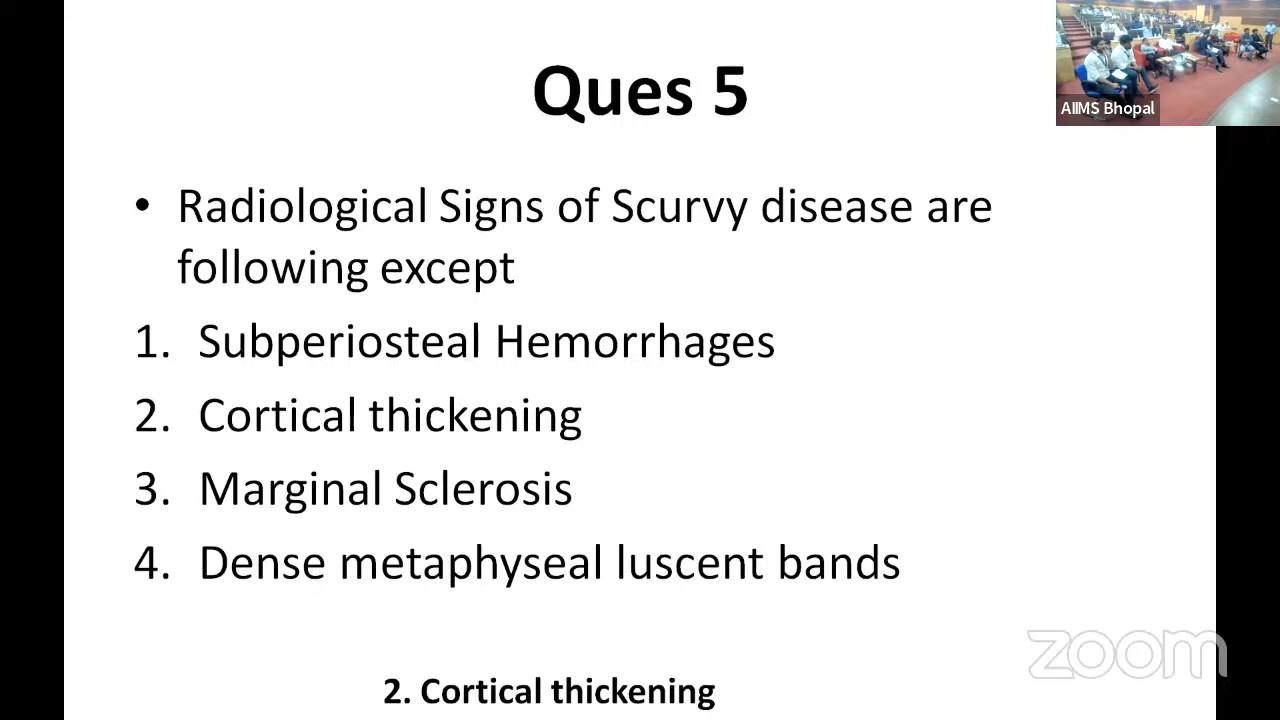 Ques 5
AIIMS Bhopal
• Radiological Signs of Scurvy disease are
following except
1. Subperiosteal Hemorrhages
2. Cortical thickening
3. Marginal Sclerosis
4. Dense metaphyseal luscent bands
zoom
2. Cortical thickening